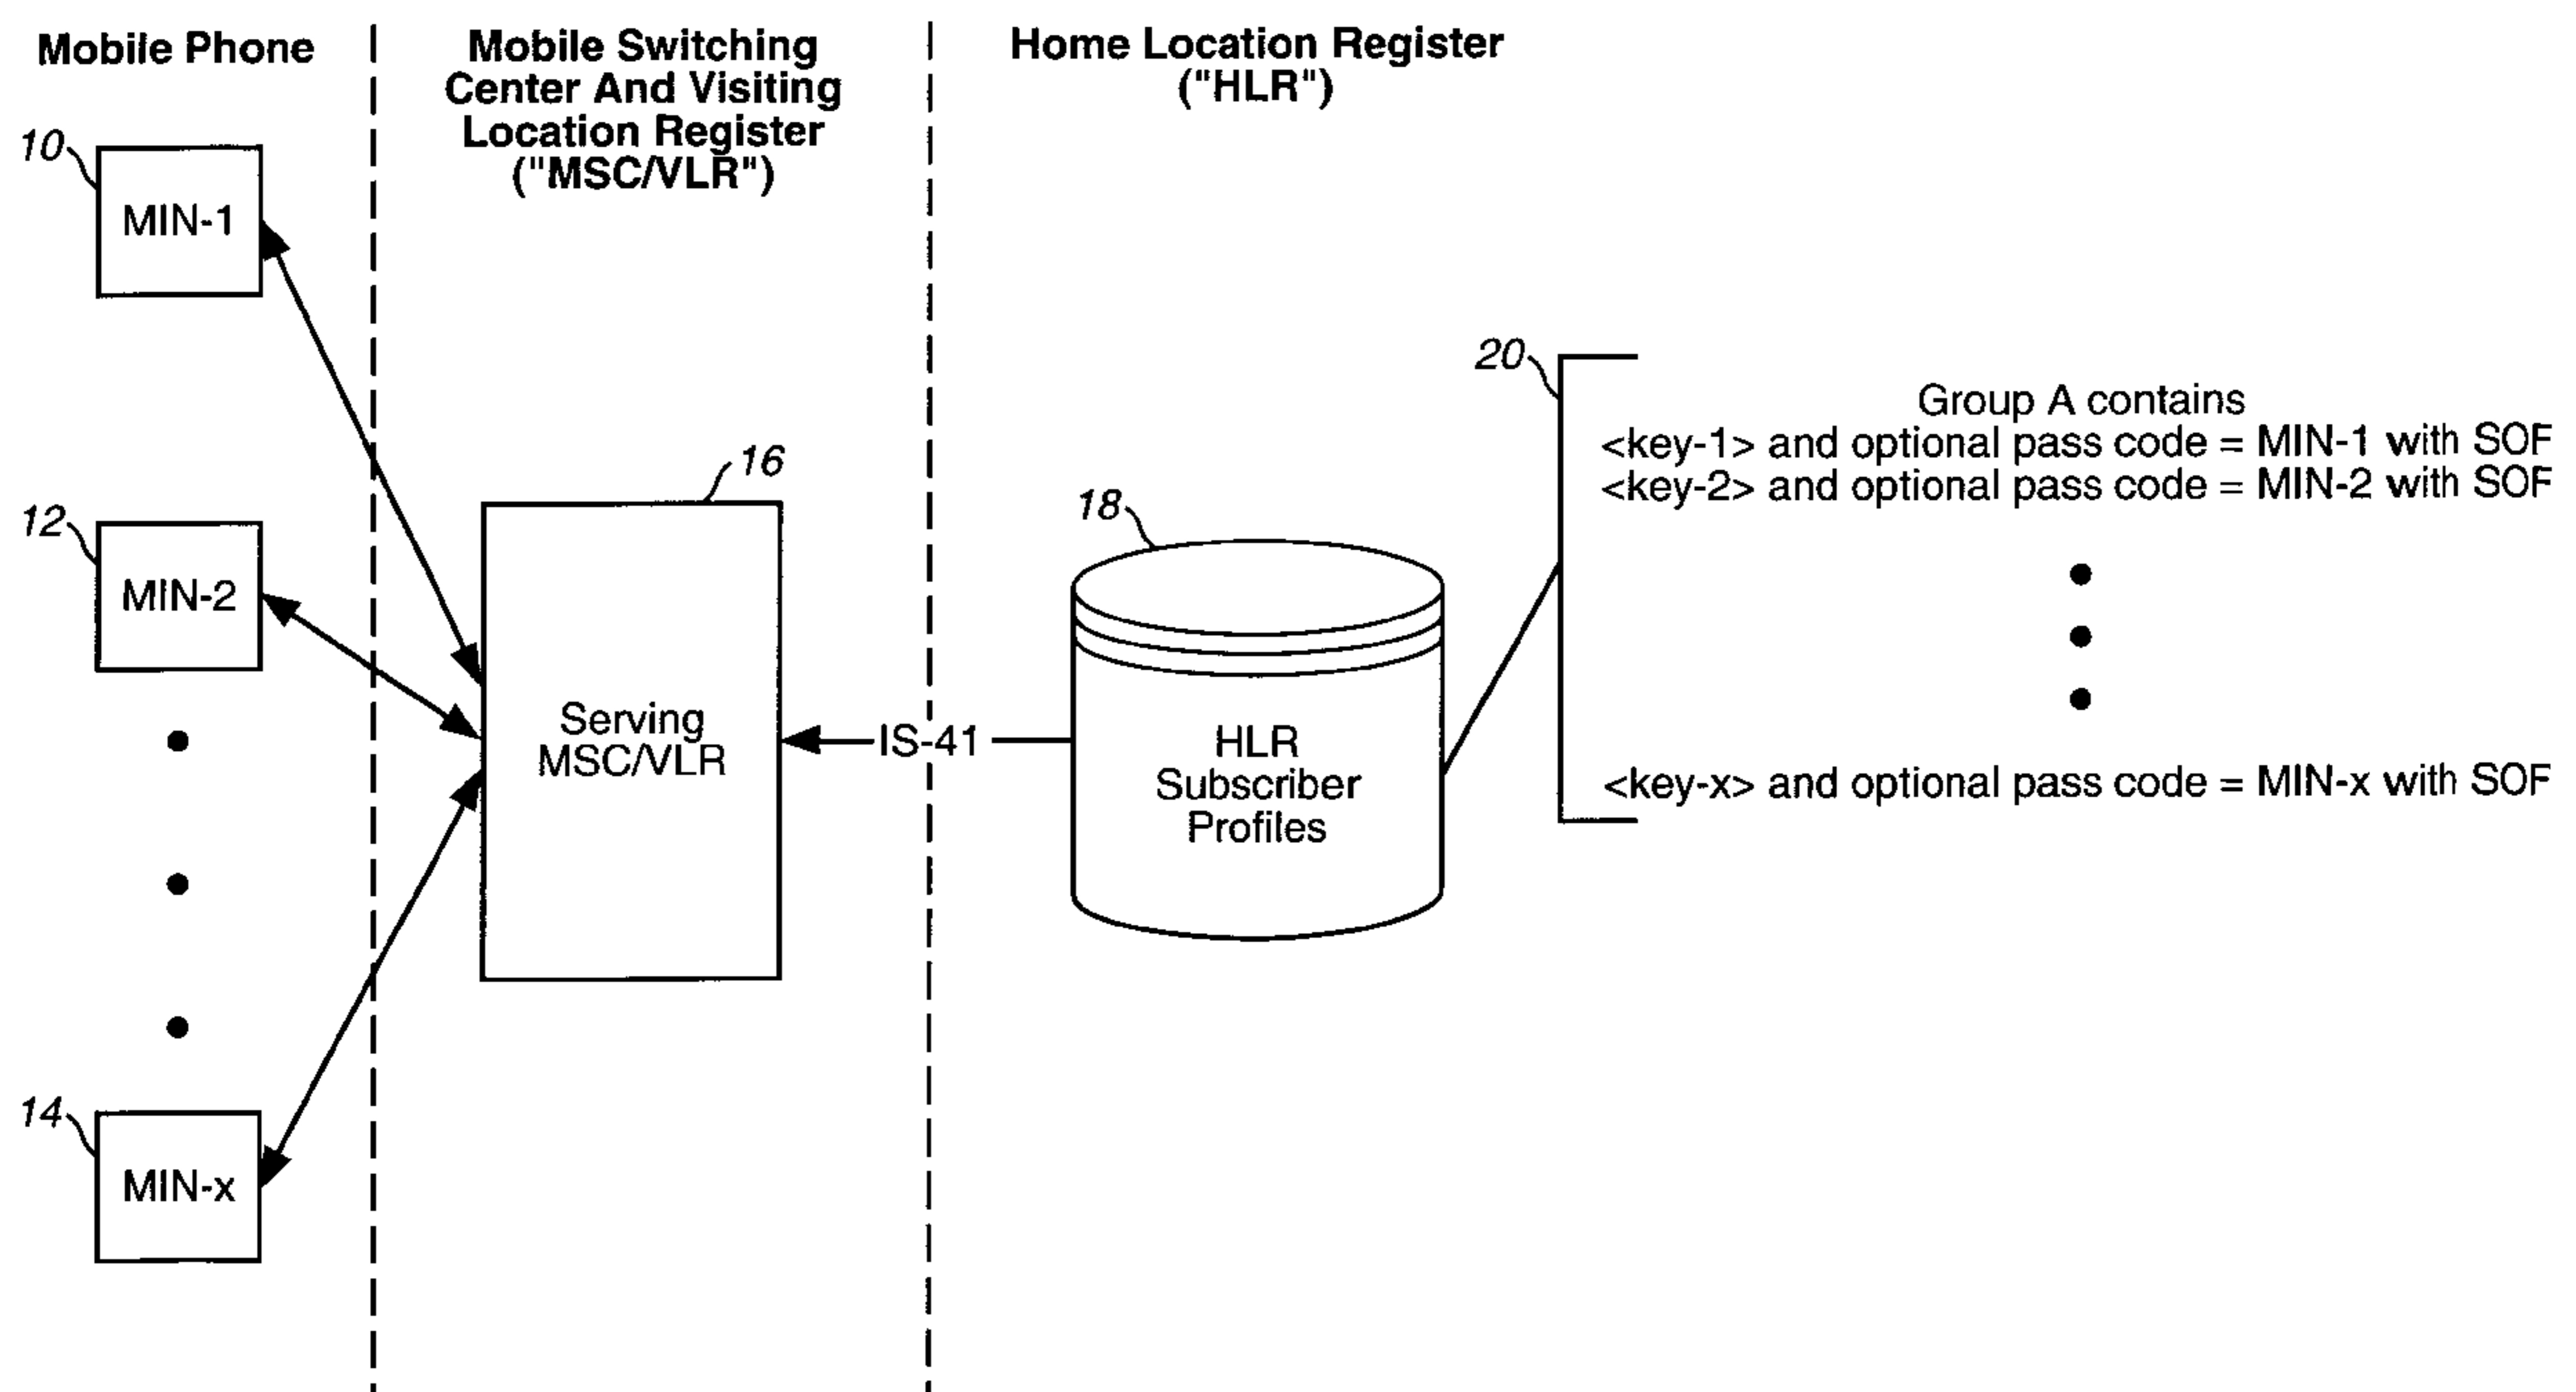 Mobile Phone
Mobile Switching
Center And Visiting
Location Register
("MSC/VLR")
Home Location Register
("HLR")
10
MIN-1
12
MIN-2
14
MIN-x
16
Serving
MSC/VLR
IS-41
18
HLR
Subscriber
Profiles
20
Group A contains
<key-1> and optional pass code = MIN-1 with SOF
<key-2> and optional pass code = MIN-2 with SOF
<key-x> and optional pass code = MIN-x with SOF